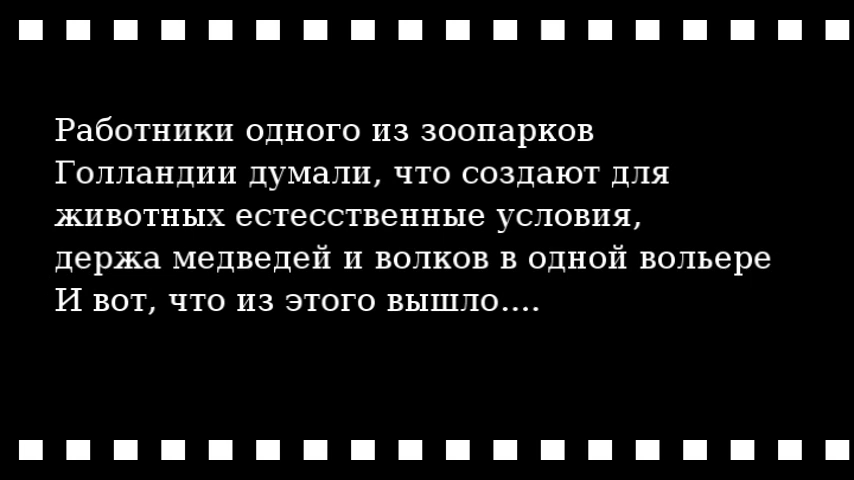 Работники одного из зоопарков
Голландии думали, что создают для
животных естесственные условия,
держа медведей и волков в одной вольере
И вот, что из этого вышло....